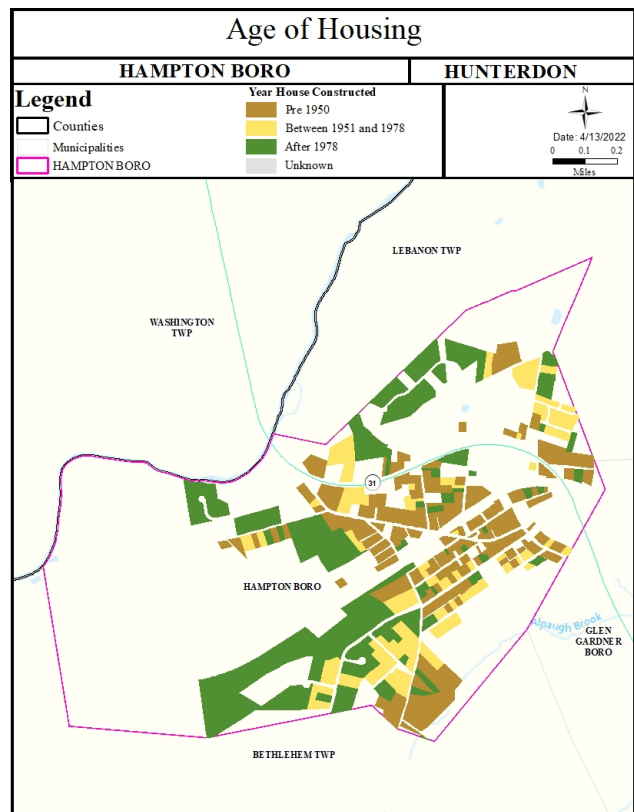 Age of Housing
HAMPTON BORO
HUNTERDON
Legend
Counties
Municipalities
HAMPTON BORO
Year House Constructed
Pre 1950
Between 1951 and 1978
After 1978
Unknown
N
Date: 4/13/2022
0 0.1 0.2
Miles
LEBANON TWP
WASHINGTON
TWP
31
HAMPTON BORO
Alpaugh Brook
GLEN
GARDNER
BORO
BETHLEHEM TWP